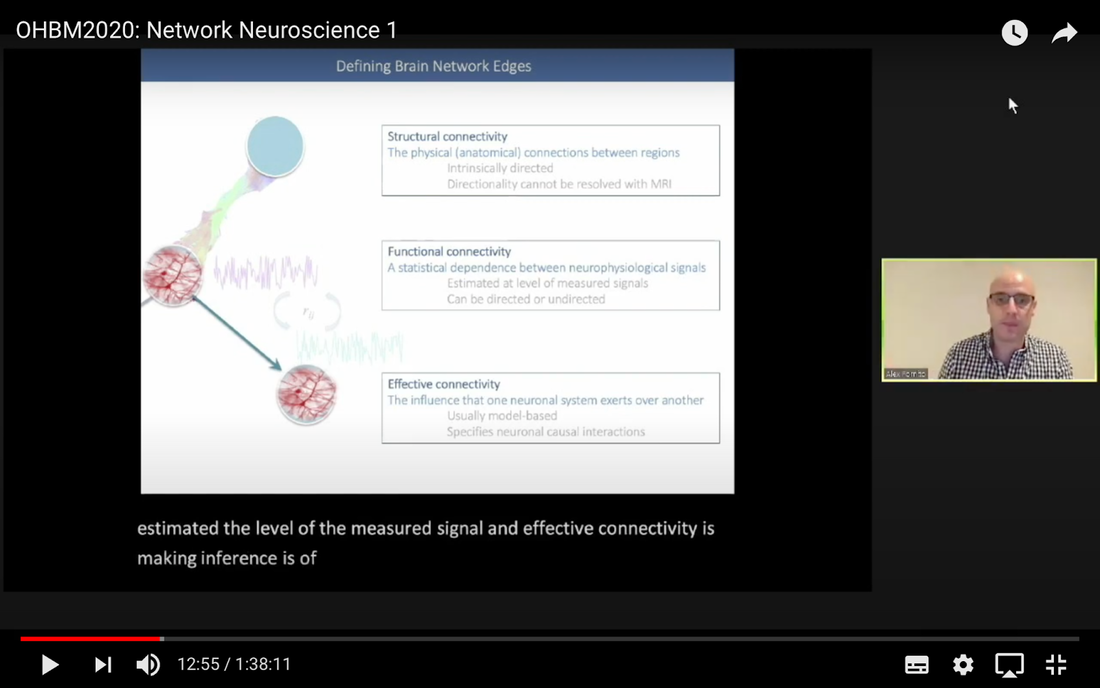 OHBM2020: Network Neuroscience 1
Defining Brain Network Edges
Structural connectivity
The physical (anatomical) connections between regions
Intrinsically directed
Directionality cannot be resolved with MRI
Functional connectivity
A statistical dependence between neurophysiological signals
Estimated at level of measured signals
Can be directed or undirected
r_ij
Effective connectivity
The influence that one neuronal system exerts over another
Usually model-based
Specifies neuronal causal interactions
Alex Fornito
estimated the level of the measured signal and effective connectivity is
making inference is of
12:55 / 1:38:11